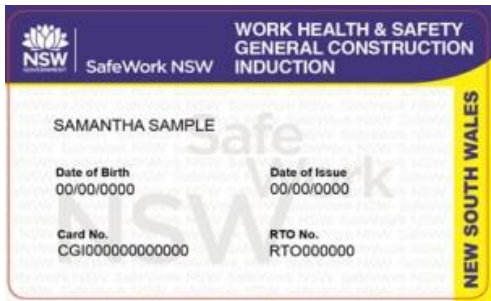 NSW
GOVERNMENT
SafeWork NSW
WORK HEALTH & SAFETY
GENERAL CONSTRUCTION
INDUCTION
SAMANTHA SAMPLE
Date of Birth
00/00/0000
Date of Issue
00/00/0000
Card No.
CGI000000000000
RTO No.
RTO000000
NEW SOUTH WALES
Safe
Work
NSW